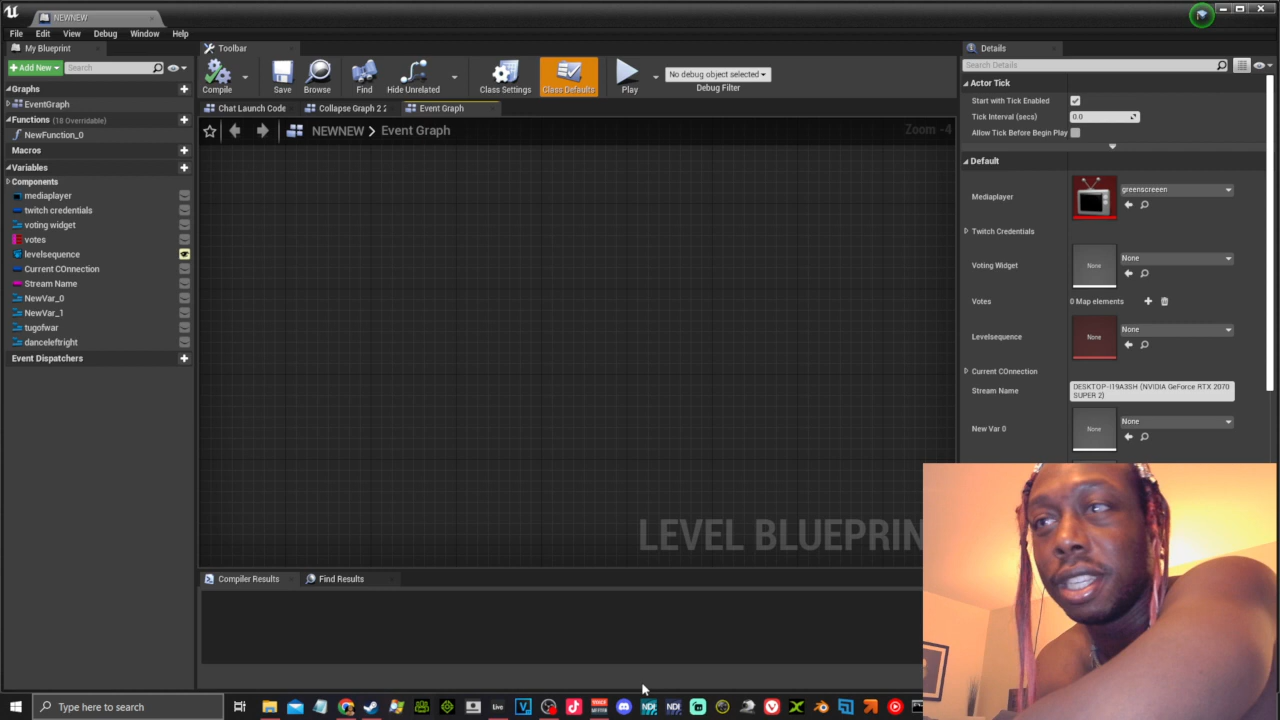 NEWNEW
File Edit View Debug Window Help
My Blueprint
Toolbar
Details
Add New
Search
Compile
Save
Browse
Find
Hide Unrelated
Class Settings
Class Defaults
Play
No debug object selected
Debug Filter
Search Details
Graphs
EventGraph
Functions (18 Overridable)
NewFunction_0
Macros
Variables
Components
mediaplayer
twitch credentials
voting widget
votes
levelsequence
Current COnnection
Stream Name
NewVar_0
NewVar_1
tugofwar
danceleftright
Event Dispatchers
Chat Launch Code
Collapse Graph 2 2
Event Graph
NEWNEW > Event Graph
Zoom -4
LEVEL BLUEPRIN
Compiler Results
Find Results
Actor Tick
Start with Tick Enabled
Tick Interval (secs) 0.0
Allow Tick Before Begin Play
Default
Mediaplayer greenscreeen
Twitch Credentials
Voting Widget None None
Votes 0 Map elements
Levelsequence None None
Current COnnection
Stream Name DESKTOP-I19A3SH (NVIDIA GeForce RTX 2070
SUPER 2)
New Var 0 None None
Type here to search
Live
NDI
NDI